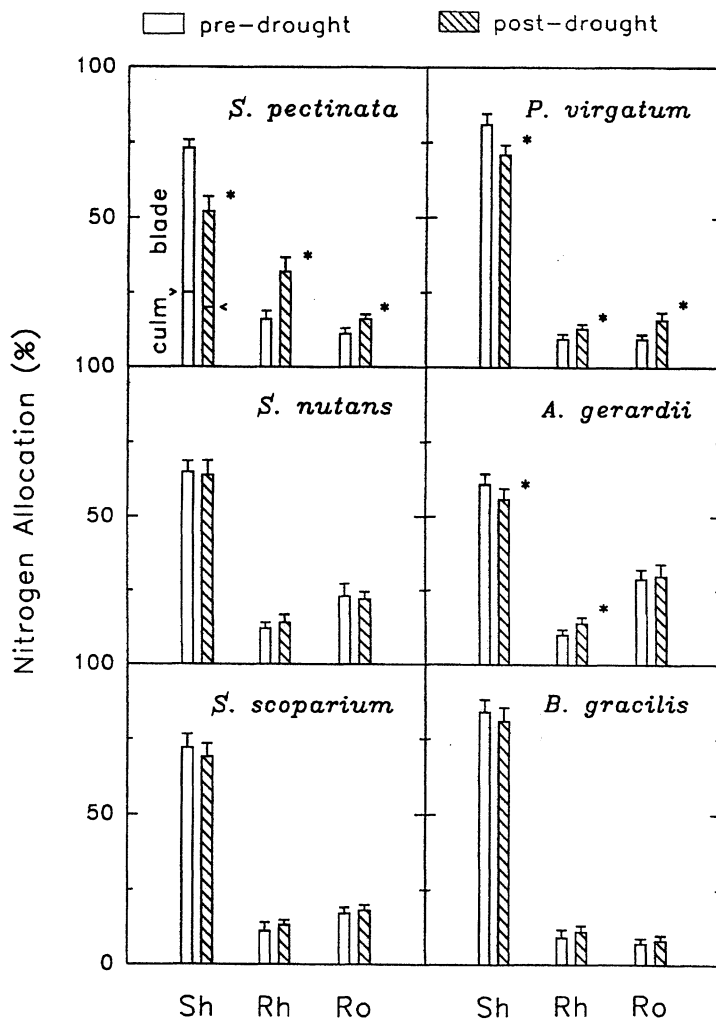 pre-drought post-drought
100
S. pectinata * P. virgatum *
blade *
50
* *
culm > < * * *
100
Nitrogen Allocation (%)
S. nutans A. gerardii
*
50
*
100
S. scoparium B. gracilis
50
0
Sh Rh Ro Sh Rh Ro